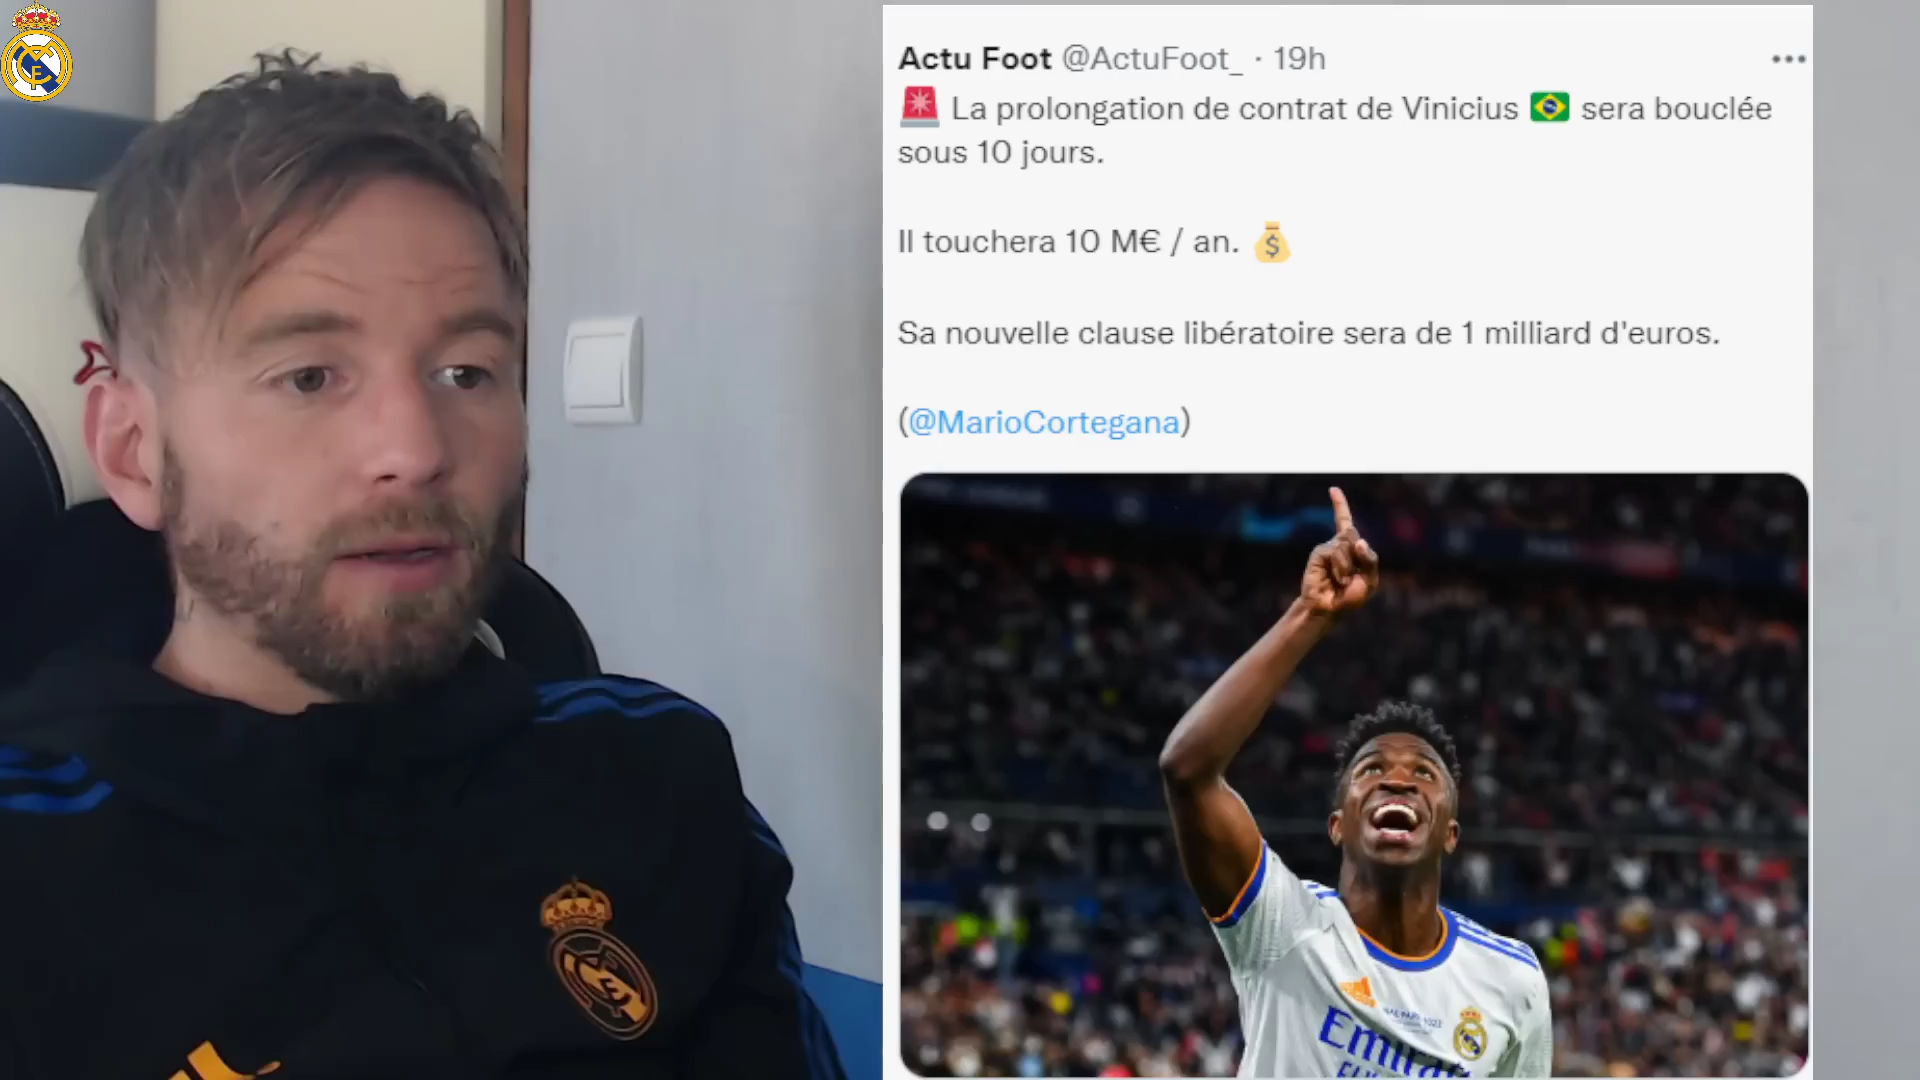 Actu Foot @ActuFoot_ · 19h
🚨 La prolongation de contrat de Vinicius 🇧🇷 sera bouclée
sous 10 jours.
Il touchera 10 M€ / an. 💰
Sa nouvelle clause libératoire sera de 1 milliard d'euros.
(@MarioCortegana)